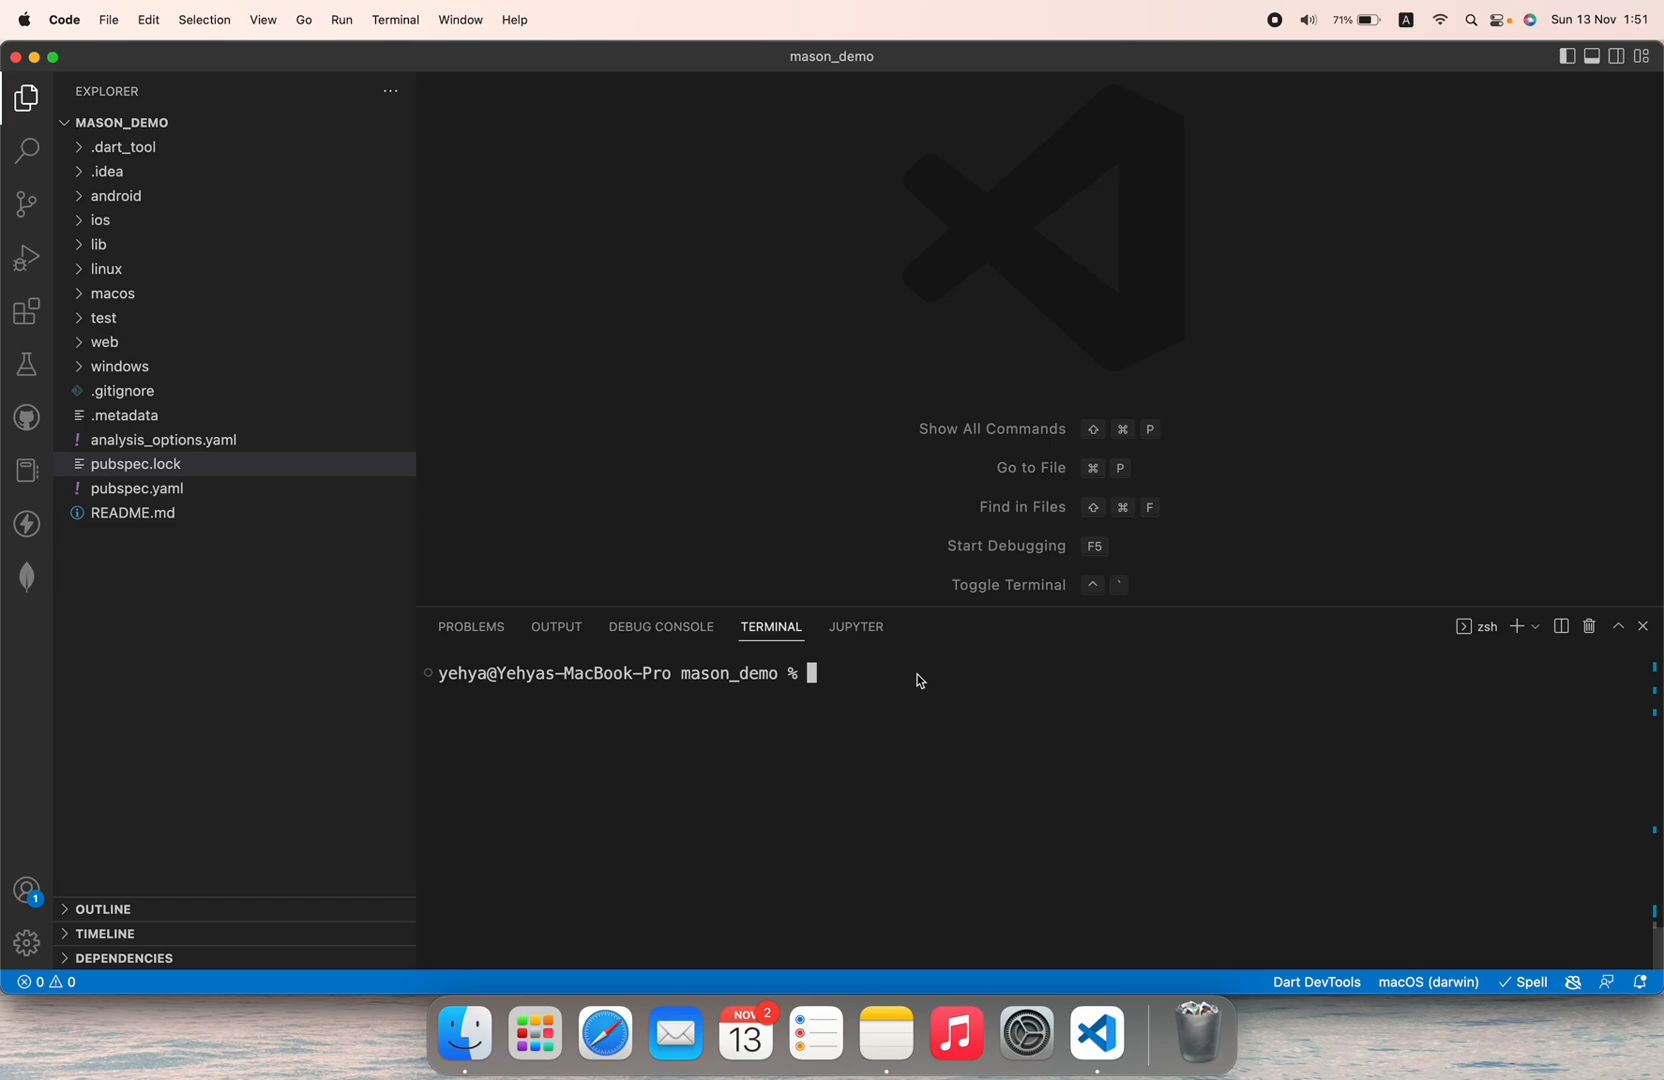 Code File Edit Selection View Go Run Terminal Window Help 71% A Sun 13 Nov 1:51
mason_demo
EXPLORER
MASON_DEMO
.dart_tool
.idea
android
ios
lib
linux
macos
test
web
windows
.gitignore
.metadata
! analysis_options.yaml
pubspec.lock
! pubspec.yaml
README.md
OUTLINE
TIMELINE
DEPENDENCIES
1
Show All Commands ⇧ ⌘ P
Go to File ⌘ P
Find in Files ⇧ ⌘ F
Start Debugging F5
Toggle Terminal ^ `
PROBLEMS OUTPUT DEBUG CONSOLE TERMINAL JUPYTER zsh
yehya@Yehyas-MacBook-Pro mason_demo %
0 0 Dart DevTools macOS (darwin) Spell
NOV 2
13